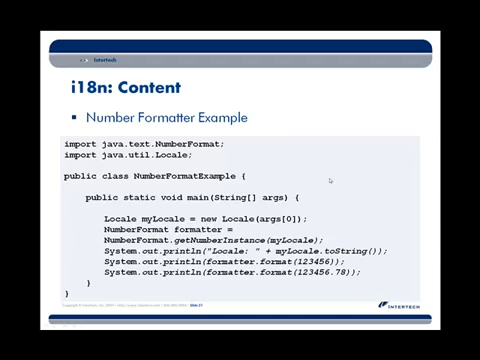 Intertech
i18n: Content
Number Formatter Example
import java.text.NumberFormat;
import java.util.Locale;
public class NumberFormatExample {
public static void main(String[] args) {
Locale myLocale = new Locale(args[0]);
NumberFormat formatter =
NumberFormat.getNumberInstance(myLocale);
System.out.println("Locale: " + myLocale.toString());
System.out.println(formatter.format(123456));
System.out.println(formatter.format(123456.78));
}
}
INTERTECH